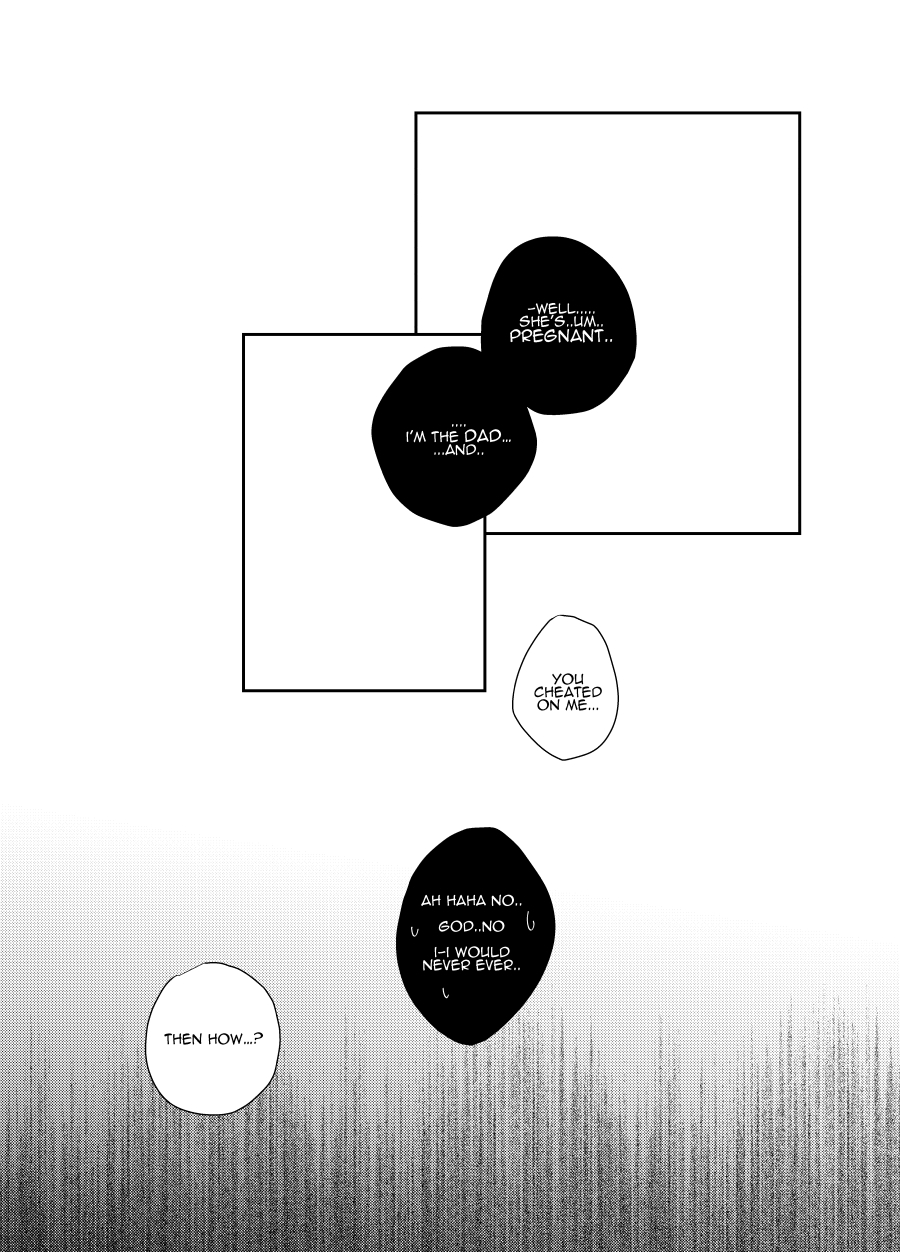 -WELL.....
SHE'S..UM..
PREGNANT..
....
I'M THE DAD...
...AND..
YOU
CHEATED
ON ME...
AH HAHA NO..
GOD..NO
I-I WOULD
NEVER EVER..
THEN HOW...?